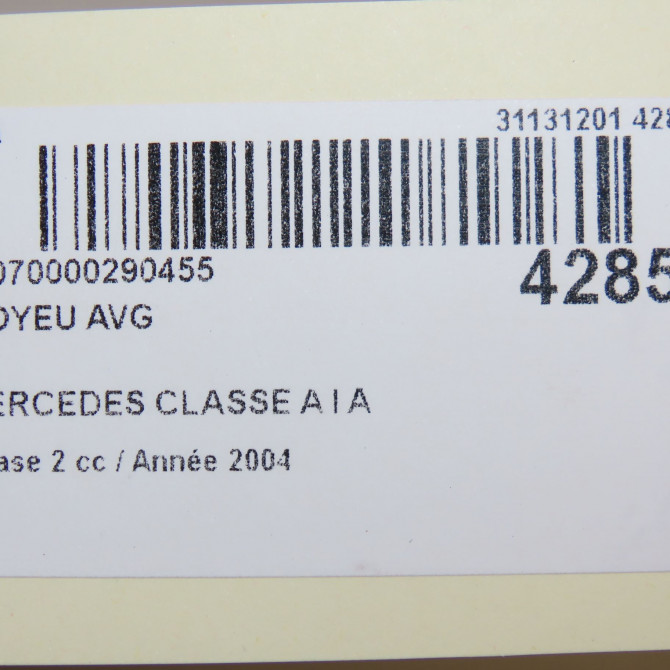 31131201 428
070000290455
4285
OYEU AVG
ERCEDES CLASSE A I A
ase 2 cc / Année 2004